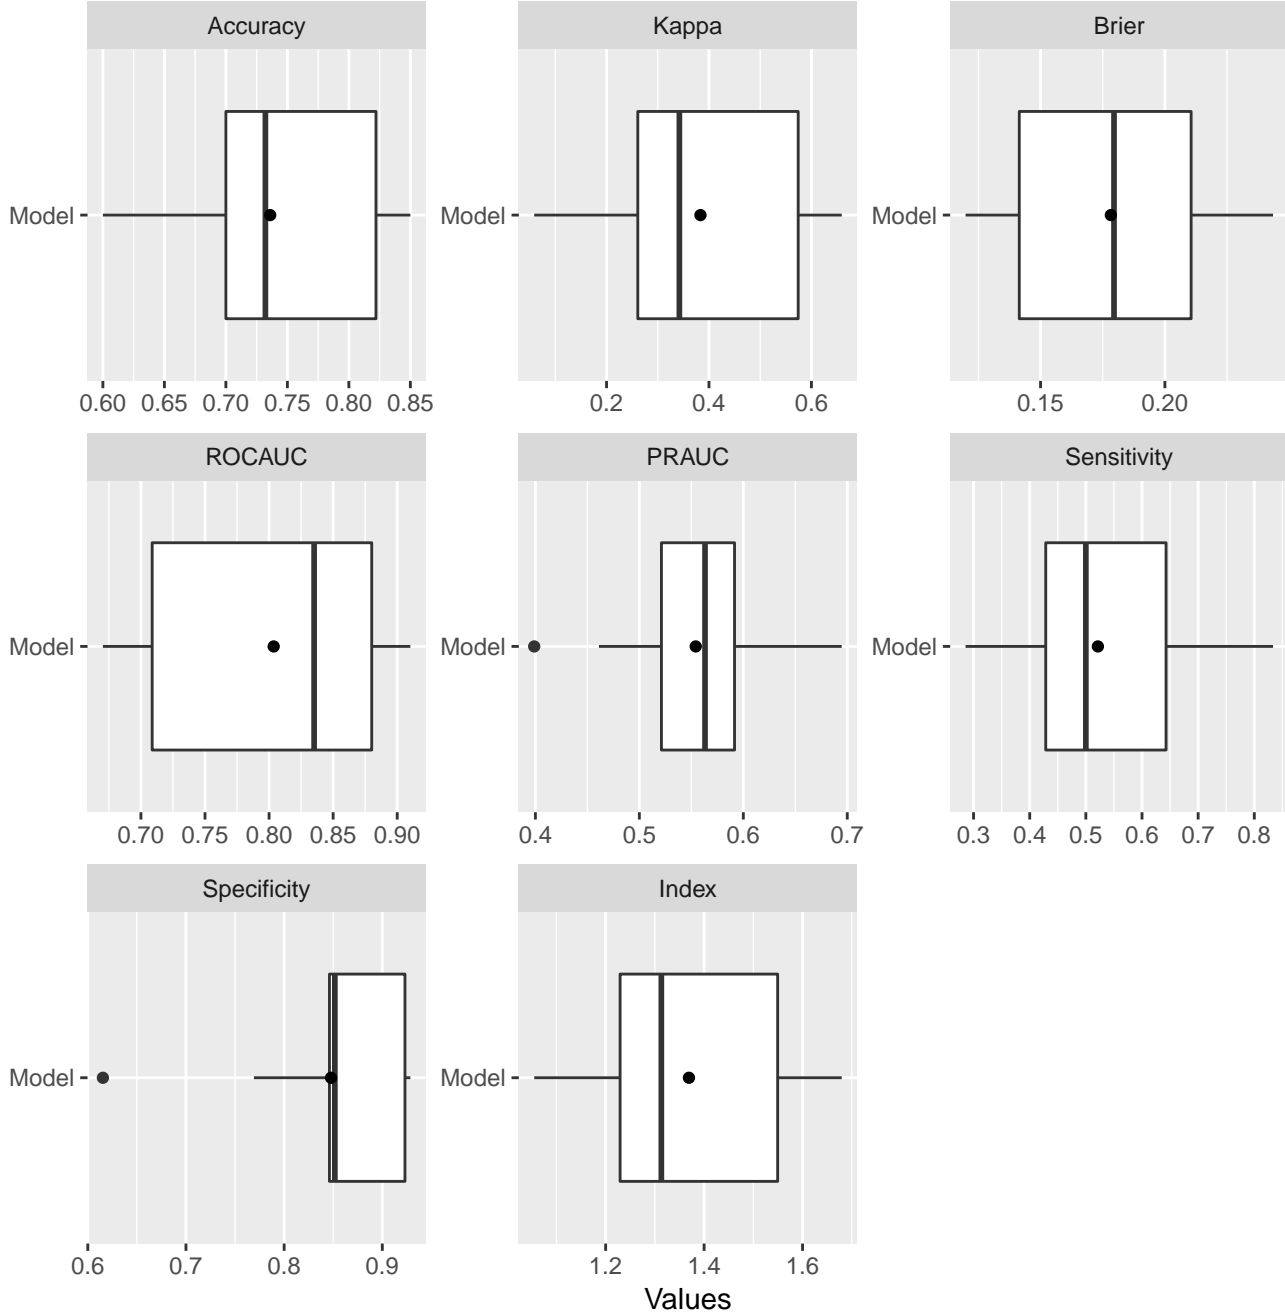 Accuracy Kappa Brier
Model Model Model
0.60 0.65 0.70 0.75 0.80 0.85 0.2 0.4 0.6 0.15 0.20
ROCAUC PRAUC Sensitivity
Model Model Model
0.70 0.75 0.80 0.85 0.90 0.4 0.5 0.6 0.7 0.3 0.4 0.5 0.6 0.7 0.8
Specificity Index
Model Model
0.6 0.7 0.8 0.9 1.2 1.4 1.6
Values